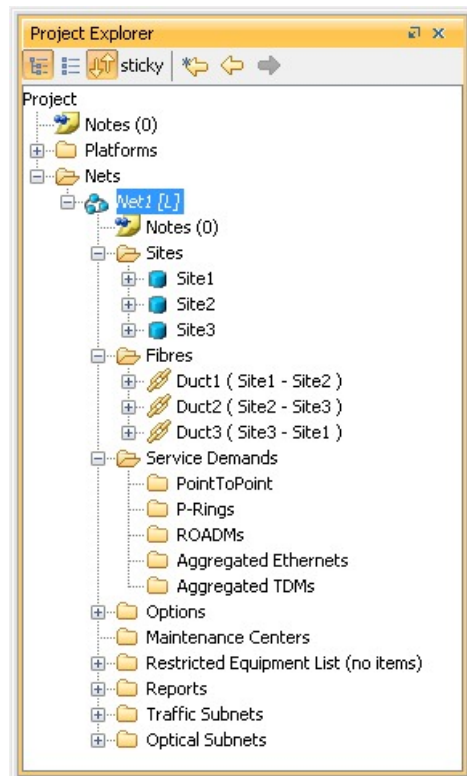 Project Explorer
sticky
Project
Notes (0)
Platforms
Nets
Net1 [L]
Notes (0)
Sites
Site1
Site2
Site3
Fibres
Duct1 ( Site1 - Site2 )
Duct2 ( Site2 - Site3 )
Duct3 ( Site3 - Site1 )
Service Demands
PointToPoint
P-Rings
ROADMs
Aggregated Ethernets
Aggregated TDMs
Options
Maintenance Centers
Restricted Equipment List (no items)
Reports
Traffic Subnets
Optical Subnets